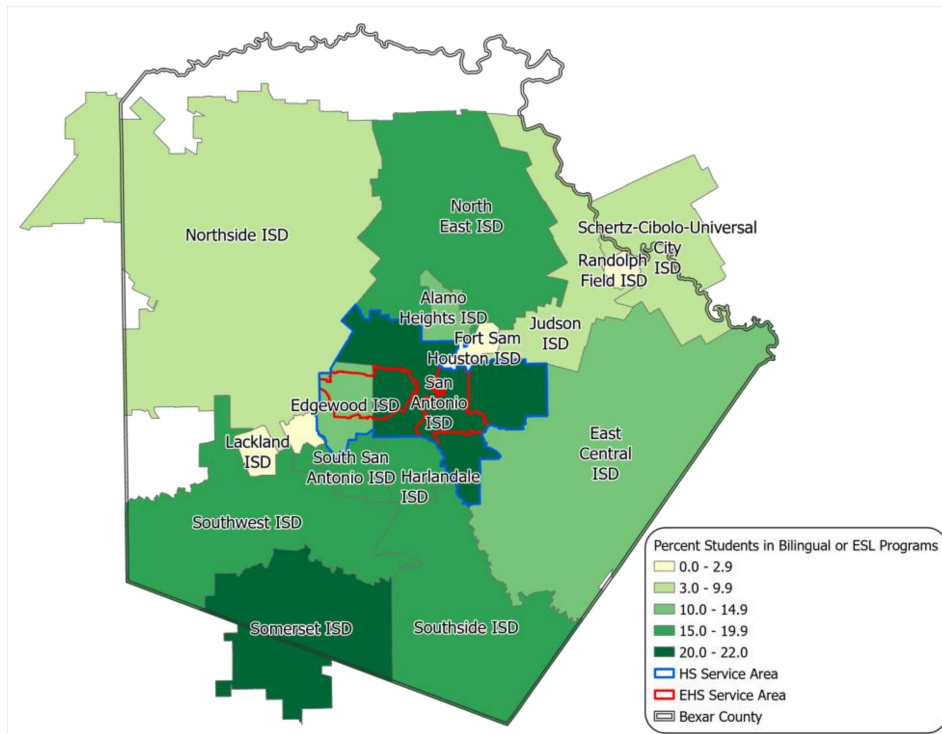 North
East ISD
Northside ISD
Schertz-Cibolo-Universal
City
ISD
Randolph
Field ISD
Alamo
Heights ISD
Judson
ISD
Fort Sam
Houston ISD
San
Antonio
ISD
Edgewood ISD
East
Central
ISD
Lackland
ISD
South San
Antonio ISD
Harlandale
ISD
Southwest ISD
Somerset ISD
Southside ISD
Percent Students in Bilingual or ESL Programs
0.0 - 2.9
3.0 - 9.9
10.0 - 14.9
15.0 - 19.9
20.0 - 22.0
HS Service Area
EHS Service Area
Bexar County